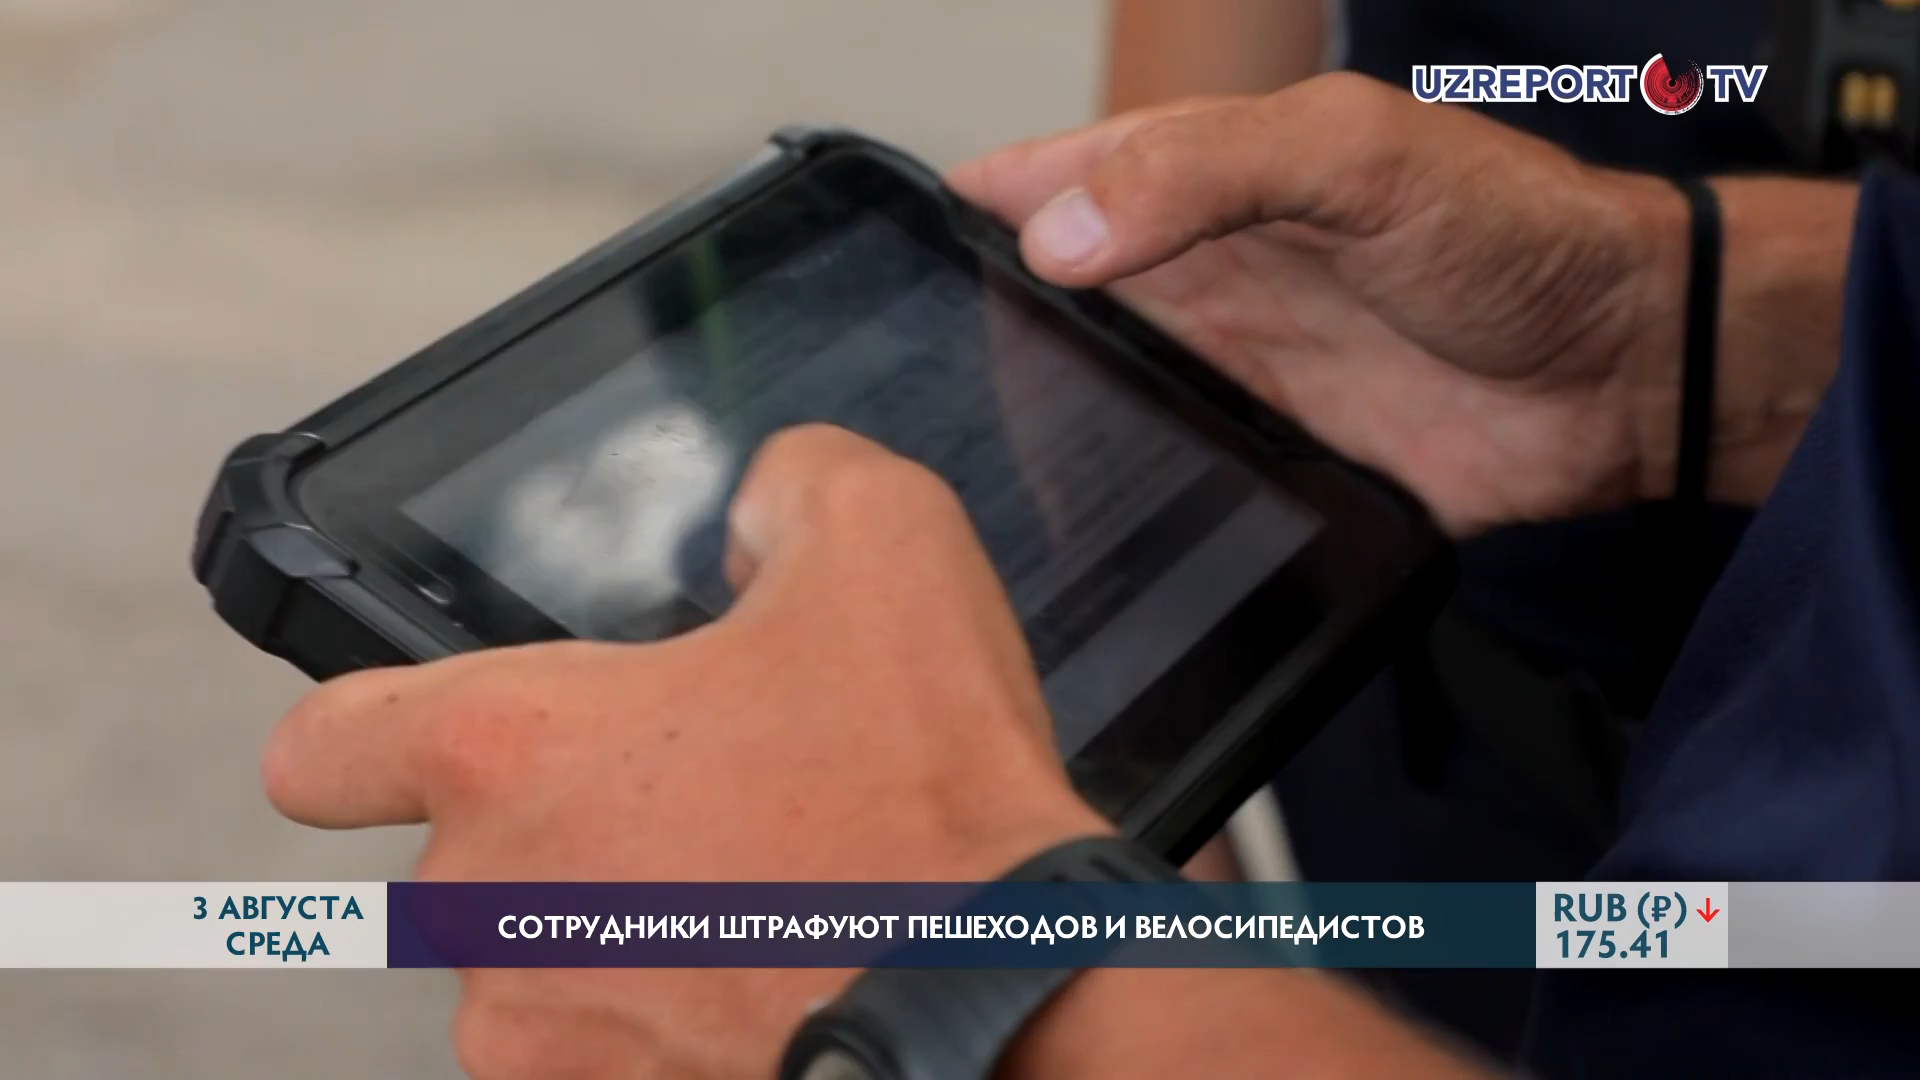 UZREPORT TV
3 АВГУСТА
СРЕДА
СОТРУДНИКИ ШТРАФУЮТ ПЕШЕХОДОВ И ВЕЛОСИПЕДИСТОВ
RUB (₽) ↓
175.41